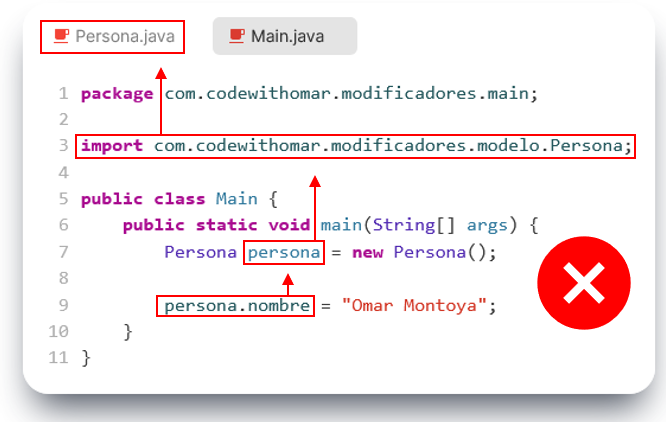 Persona.java
Main.java
1 package com.codewithomar.modificadores.main;
2
3 import com.codewithomar.modificadores.modelo.Persona;
4
5 public class Main {
6     public static void main(String[] args) {
7         Persona persona = new Persona();
8
9         persona.nombre = "Omar Montoya";
10     }
11 }